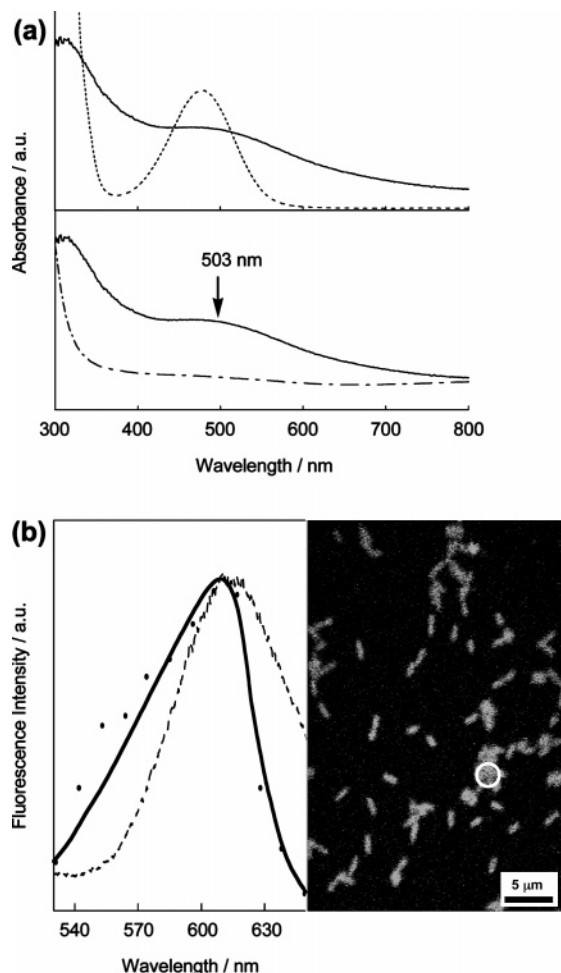 (a)
Absorbance / a.u.
503 nm
300 400 500 600 700 800
Wavelength / nm
(b)
Fluorescence Intensity / a.u.
5 μm
540 570 600 630
Wavelength / nm